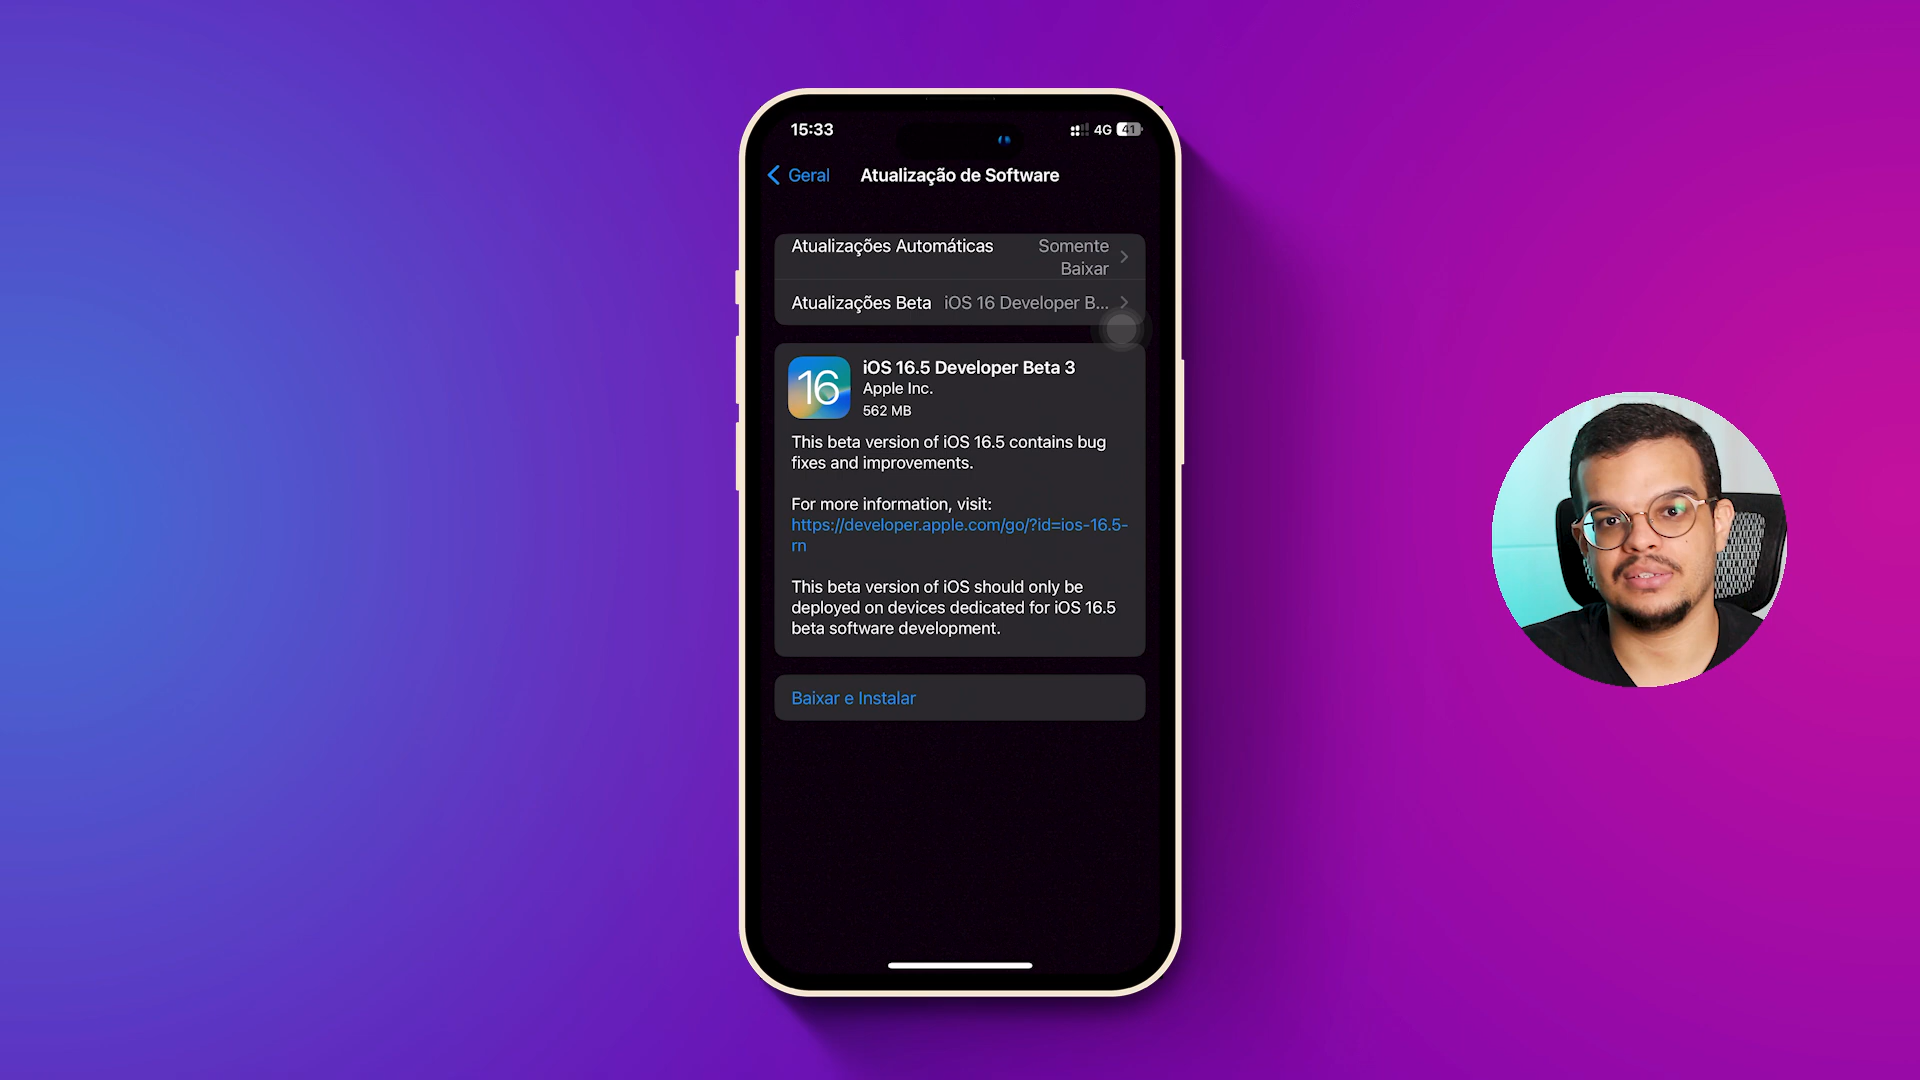 15:33
4G 41
Geral Atualização de Software
Atualizações Automáticas Somente
Baixar
Atualizações Beta iOS 16 Developer B...
16
iOS 16.5 Developer Beta 3
Apple Inc.
562 MB
This beta version of iOS 16.5 contains bug
fixes and improvements.
For more information, visit:
https://developer.apple.com/go/?id=ios-16.5-
rn
This beta version of iOS should only be
deployed on devices dedicated for iOS 16.5
beta software development.
Baixar e Instalar